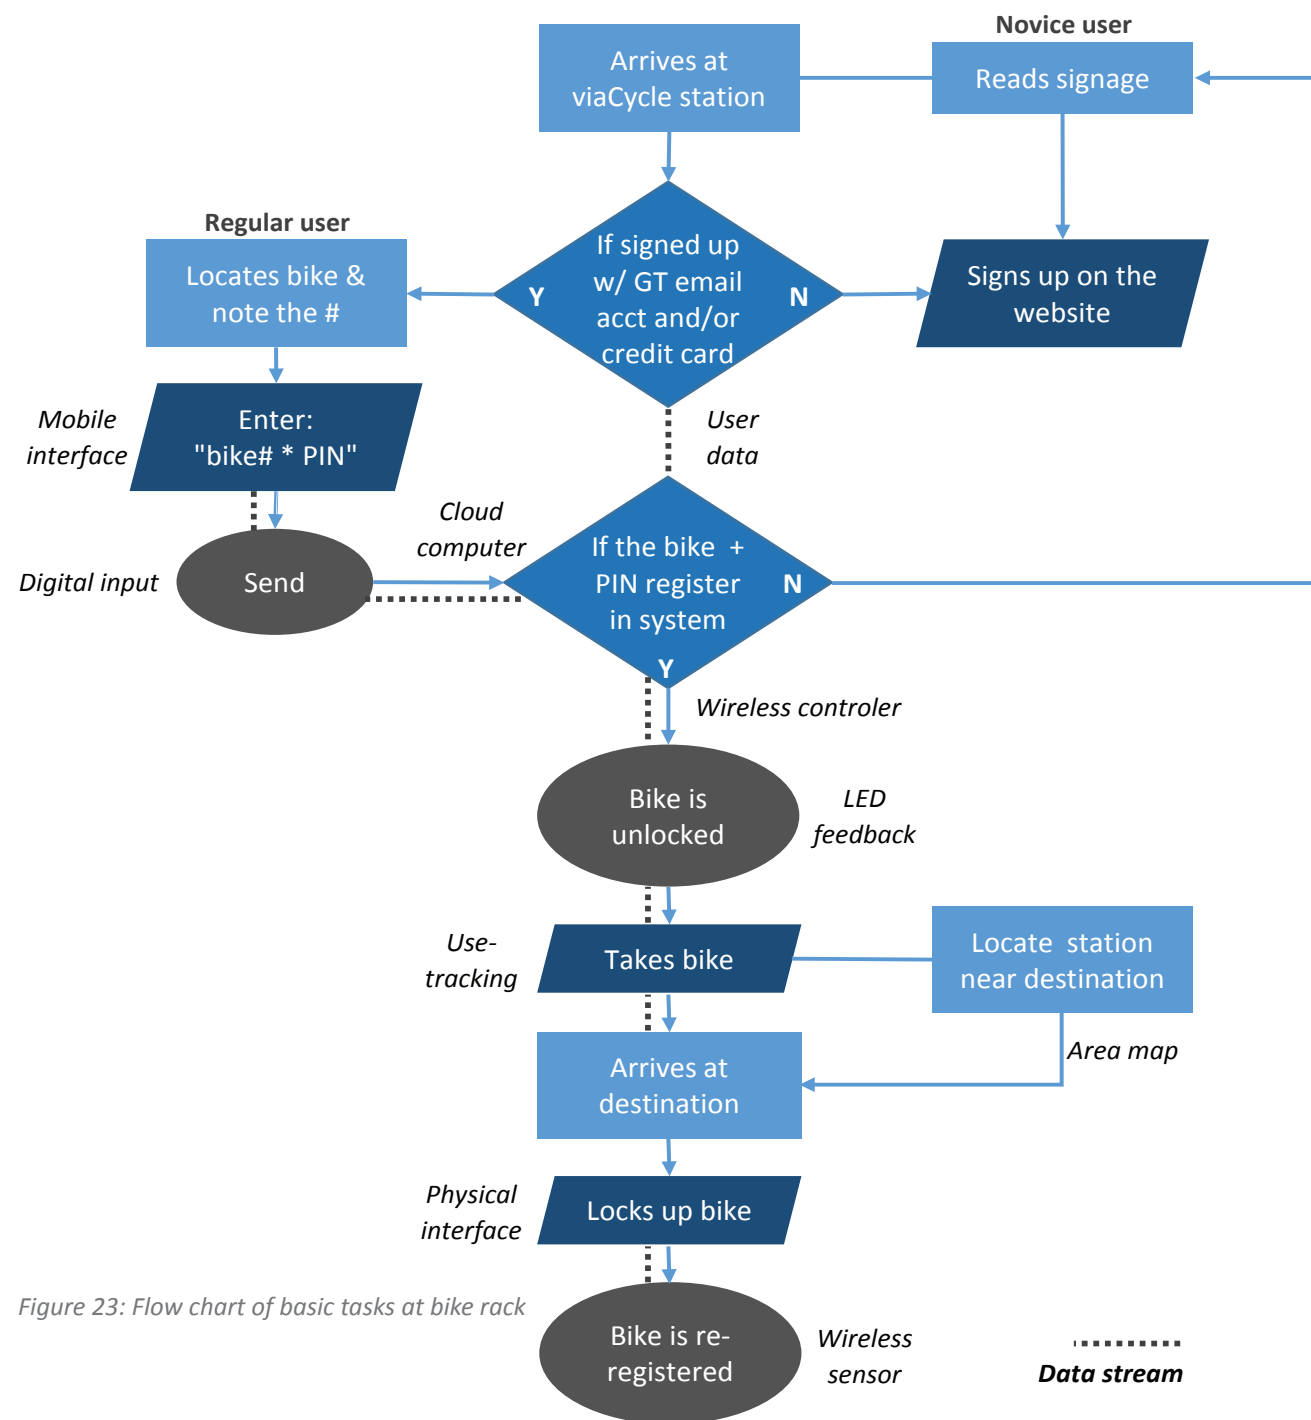 Novice user
Arrives at
viaCycle station
Reads signage
Regular user
Locates bike &
note the #
Y
If signed up
w/ GT email
acct and/or
credit card
N
Signs up on the
website
Mobile
interface
Enter:
"bike# * PIN"
User
data
Cloud
computer
Digital input
Send
If the bike +
PIN register
in system
N
Y
Wireless controler
Bike is
unlocked
LED
feedback
Use-
tracking
Takes bike
Locate station
near destination
Area map
Arrives at
destination
Physical
interface
Locks up bike
Figure 23: Flow chart of basic tasks at bike rack
Bike is re-
registered
Wireless
sensor
Data stream